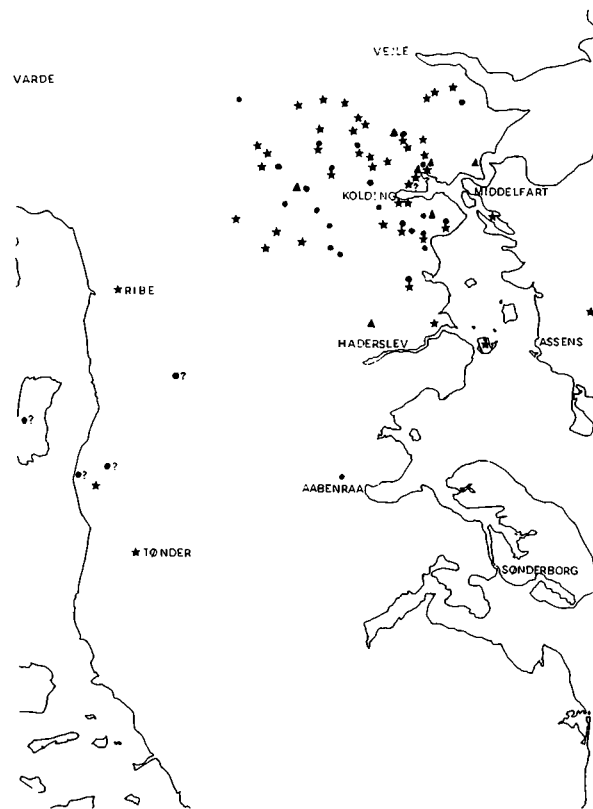 VEJLE
VARDE
? ?
KOLDING
MIDDELFART
RIBE
HADERSLEV
ASSENS
?
?
?
?
AABENRAA
TØNDER
SØNDERBORG